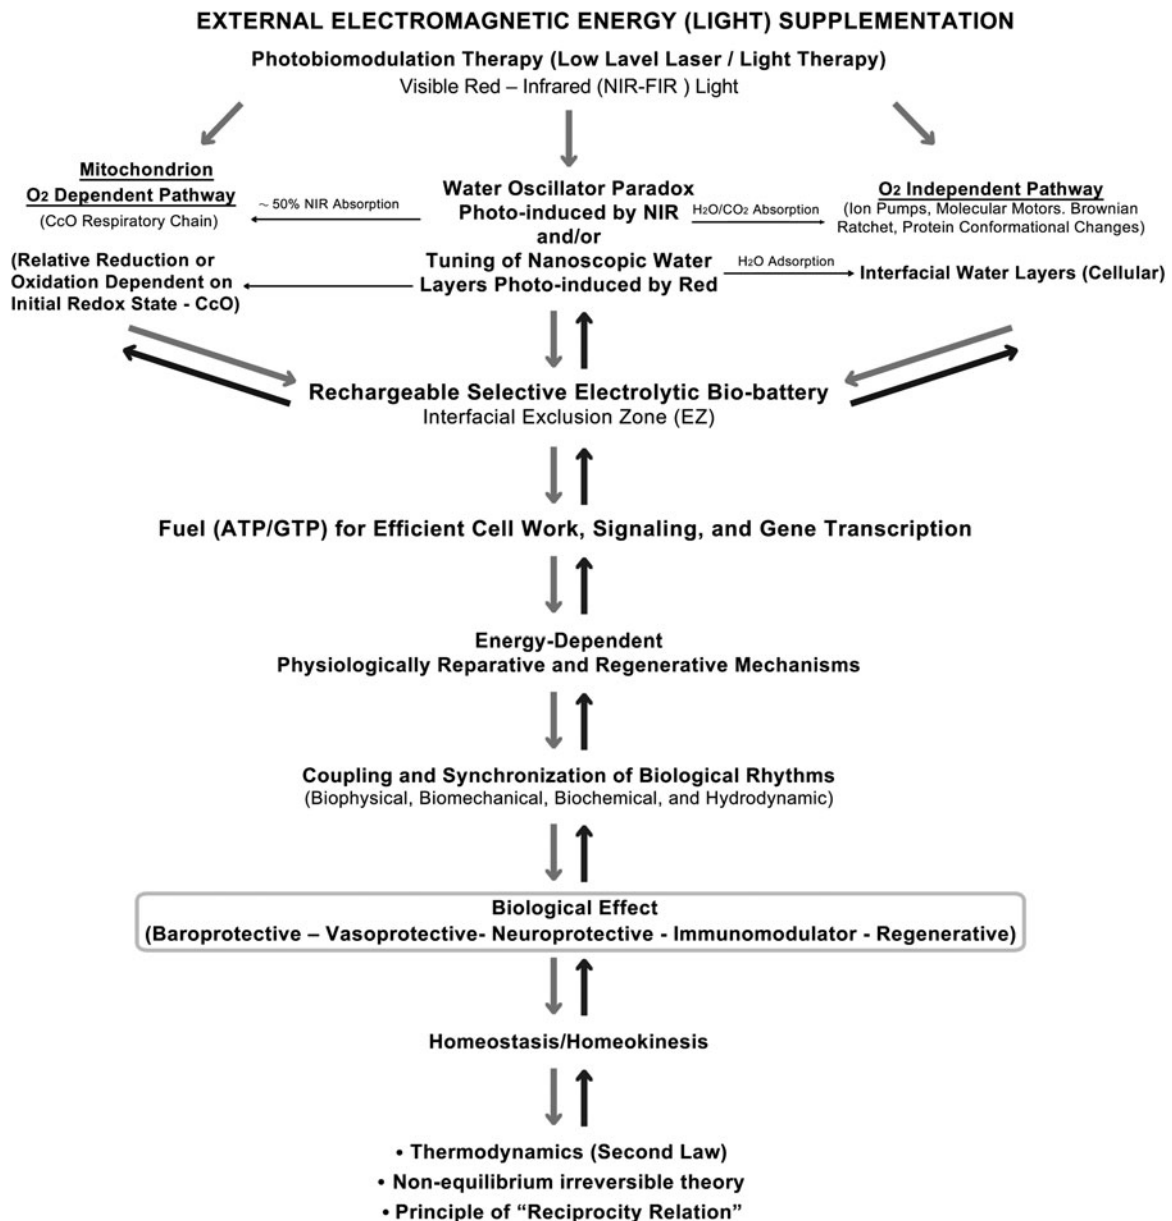 EXTERNAL ELECTROMAGNETIC ENERGY (LIGHT) SUPPLEMENTATION
Photobiomodulation Therapy (Low Lavel Laser / Light Therapy)
Visible Red – Infrared (NIR-FIR ) Light
Mitochondrion
O2 Dependent Pathway
(CcO Respiratory Chain)
~ 50% NIR Absorption
Water Oscillator Paradox
Photo-induced by NIR
and/or
Tuning of Nanoscopic Water
Layers Photo-induced by Red
H2O/CO2 Absorption
O2 Independent Pathway
(Ion Pumps, Molecular Motors. Brownian
Ratchet, Protein Conformational Changes)
(Relative Reduction or
Oxidation Dependent on
Initial Redox State - CcO)
H2O Adsorption
Interfacial Water Layers (Cellular)
Rechargeable Selective Electrolytic Bio-battery
Interfacial Exclusion Zone (EZ)
Fuel (ATP/GTP) for Efficient Cell Work, Signaling, and Gene Transcription
Energy-Dependent
Physiologically Reparative and Regenerative Mechanisms
Coupling and Synchronization of Biological Rhythms
(Biophysical, Biomechanical, Biochemical, and Hydrodynamic)
Biological Effect
(Baroprotective – Vasoprotective- Neuroprotective - Immunomodulator - Regenerative)
Homeostasis/Homeokinesis
• Thermodynamics (Second Law)
• Non-equilibrium irreversible theory
• Principle of “Reciprocity Relation”